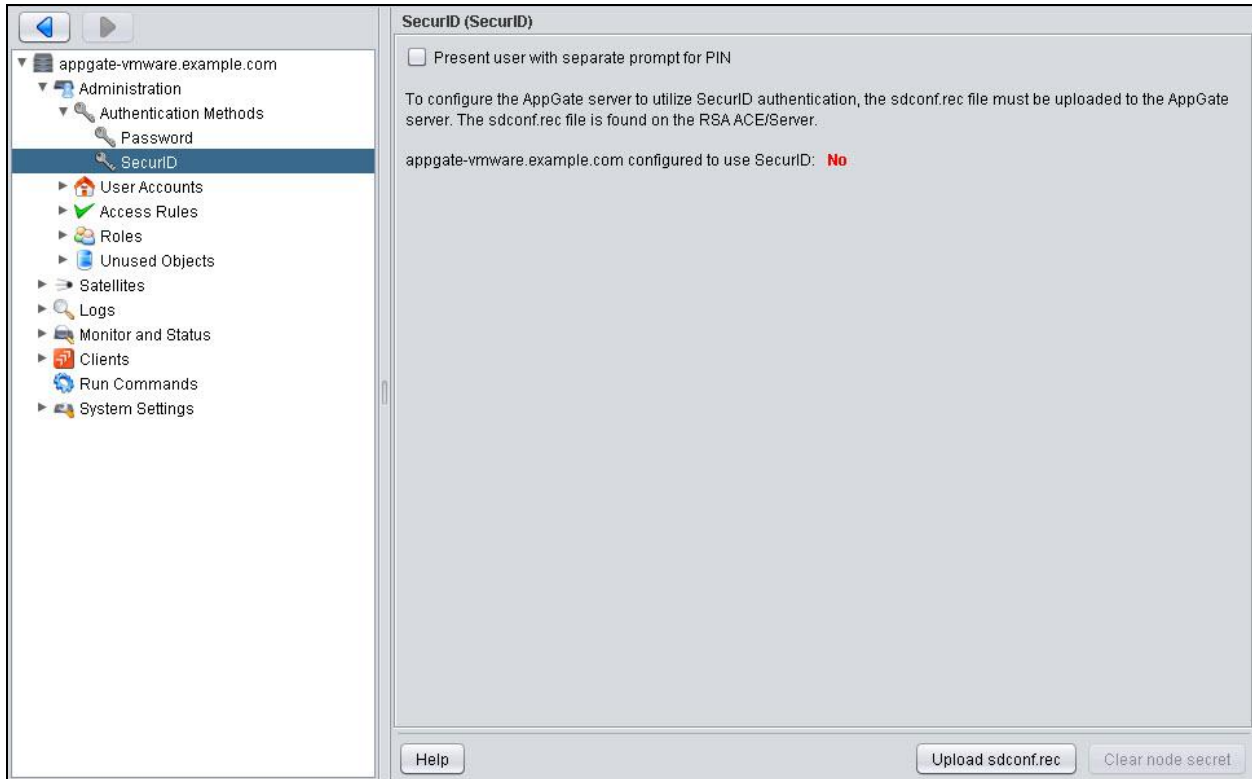 appgate-vmware.example.com
Administration
Authentication Methods
Password
SecurID
User Accounts
Access Rules
Roles
Unused Objects
Satellites
Logs
Monitor and Status
Clients
Run Commands
System Settings
SecurID (SecurID)
Present user with separate prompt for PIN
To configure the AppGate server to utilize SecurID authentication, the sdconf.rec file must be uploaded to the AppGate
server. The sdconf.rec file is found on the RSA ACE/Server.
appgate-vmware.example.com configured to use SecurID: No
Help
Upload sdconf.rec
Clear node secret